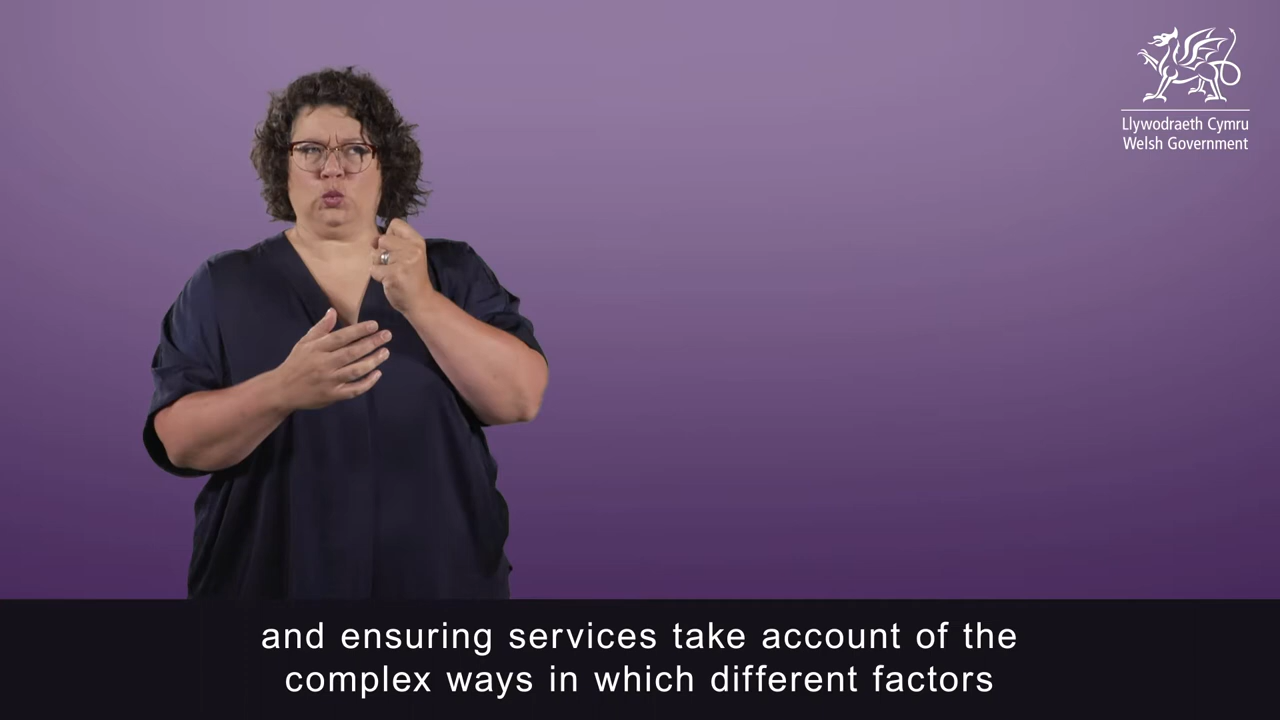 Llywodraeth Cymru
Welsh Government
and ensuring services take account of the
complex ways in which different factors